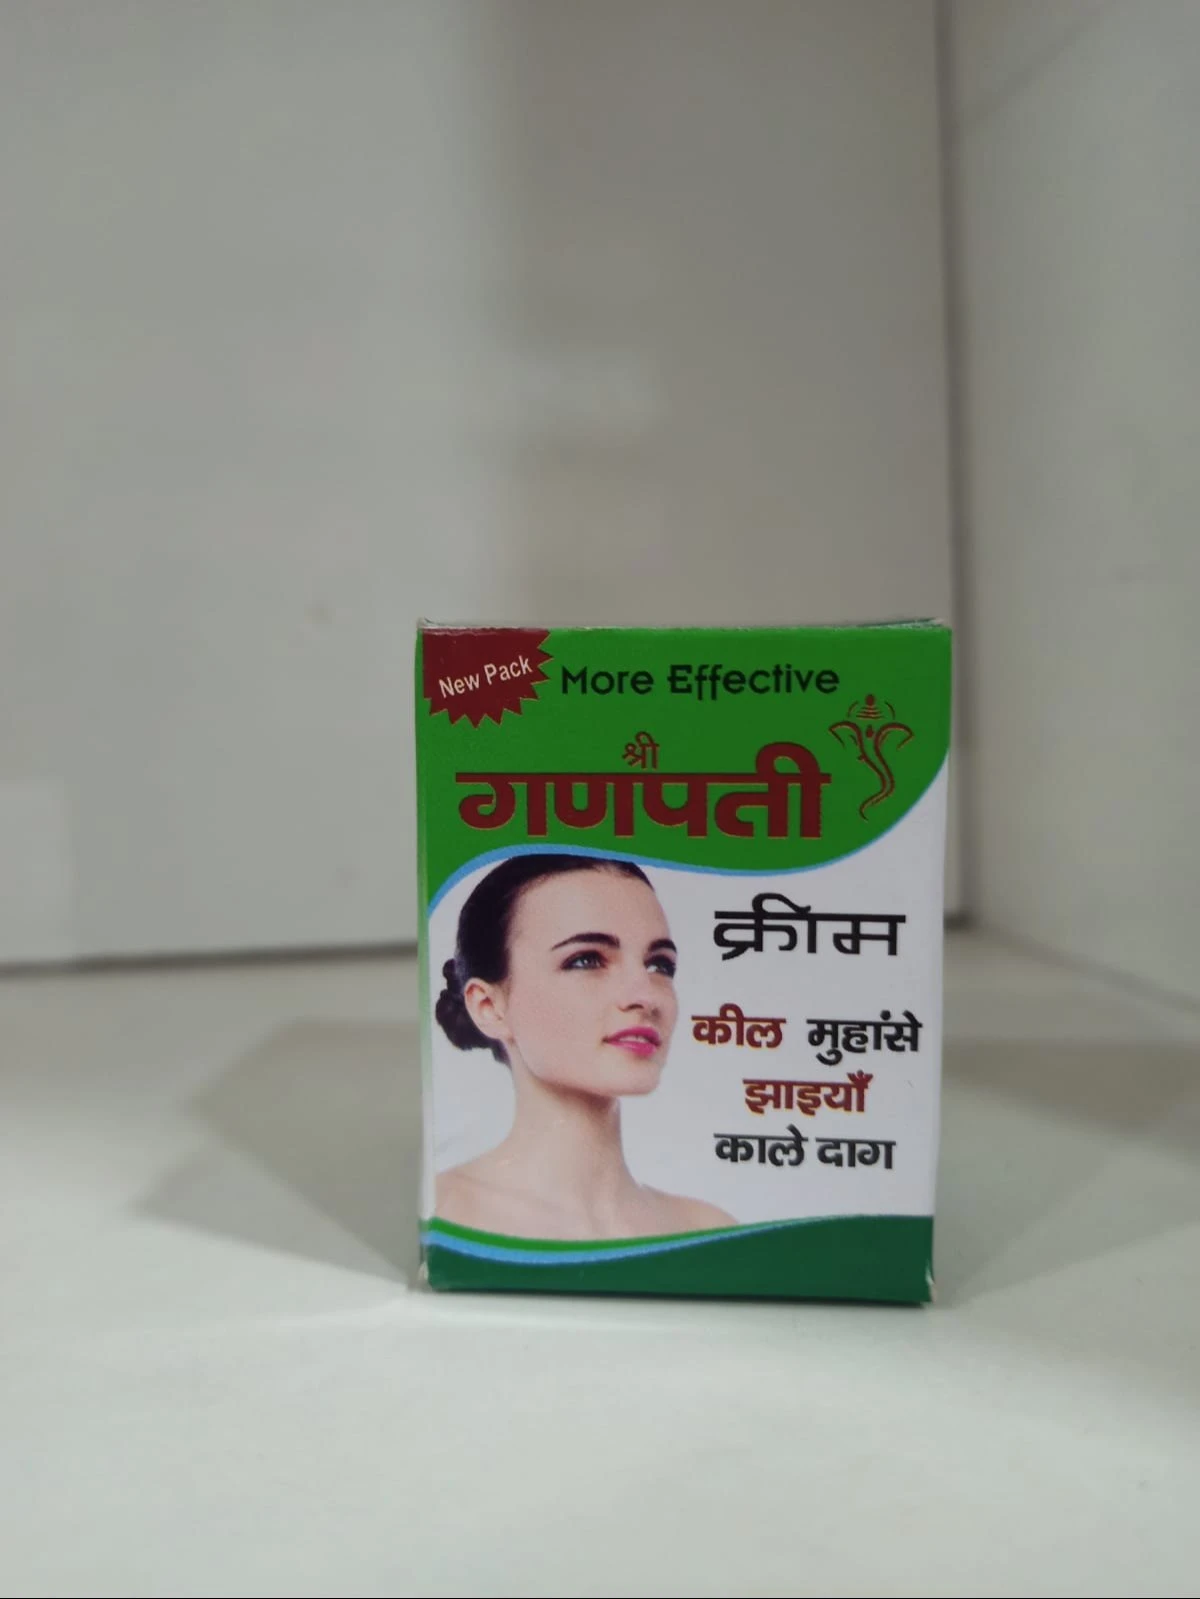 New Pack
More Effective
श्री
गणपती
क्रीम
कील मुहांसे
झाइयाँ
काले दाग